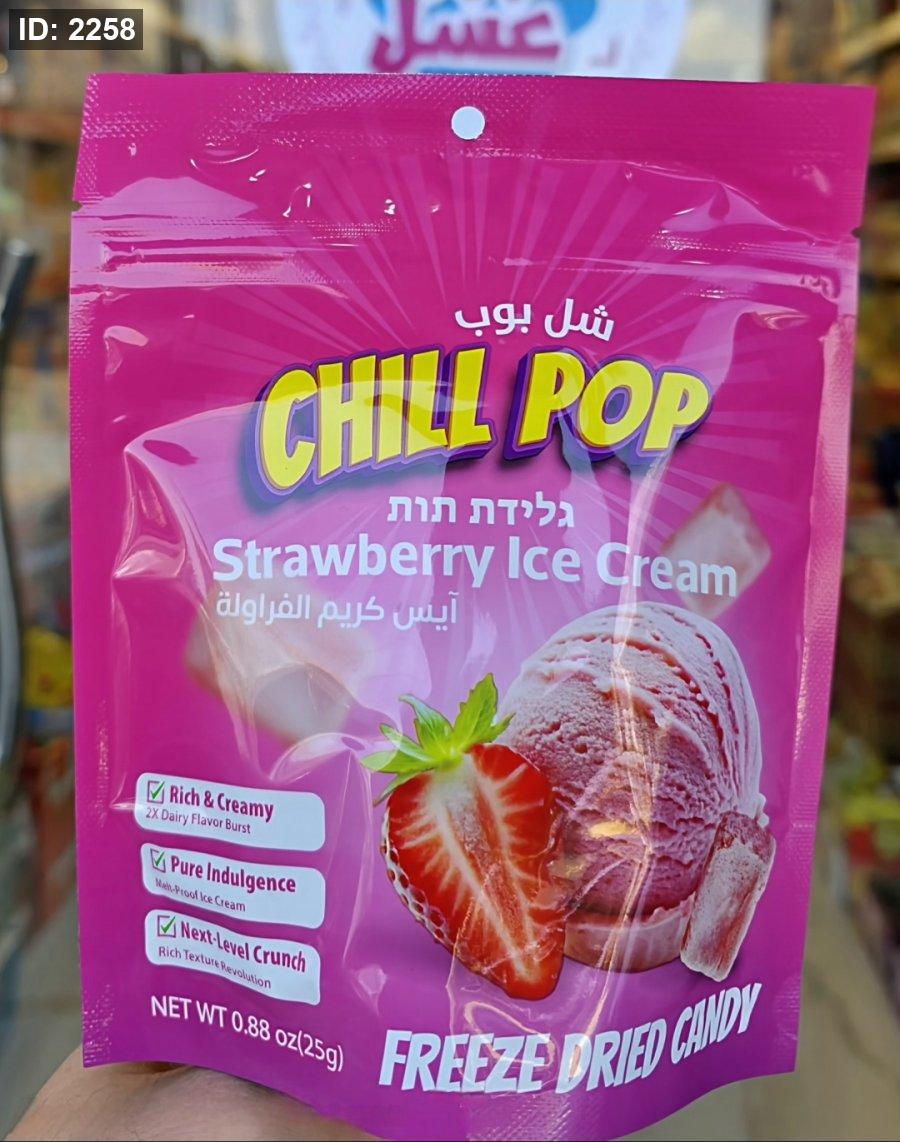 ID: 2258
عسل
شل بوب
CHILL POP
גלידת תות
Strawberry Ice Cream
آيس كريم الفراولة
Rich & Creamy
2X Dairy Flavor Burst
Pure Indulgence
Melt-Proof Ice Cream
Next-Level Crunch
Rich Texture Revolution
NET WT 0.88 oz(25g)
FREEZE DRIED CANDY